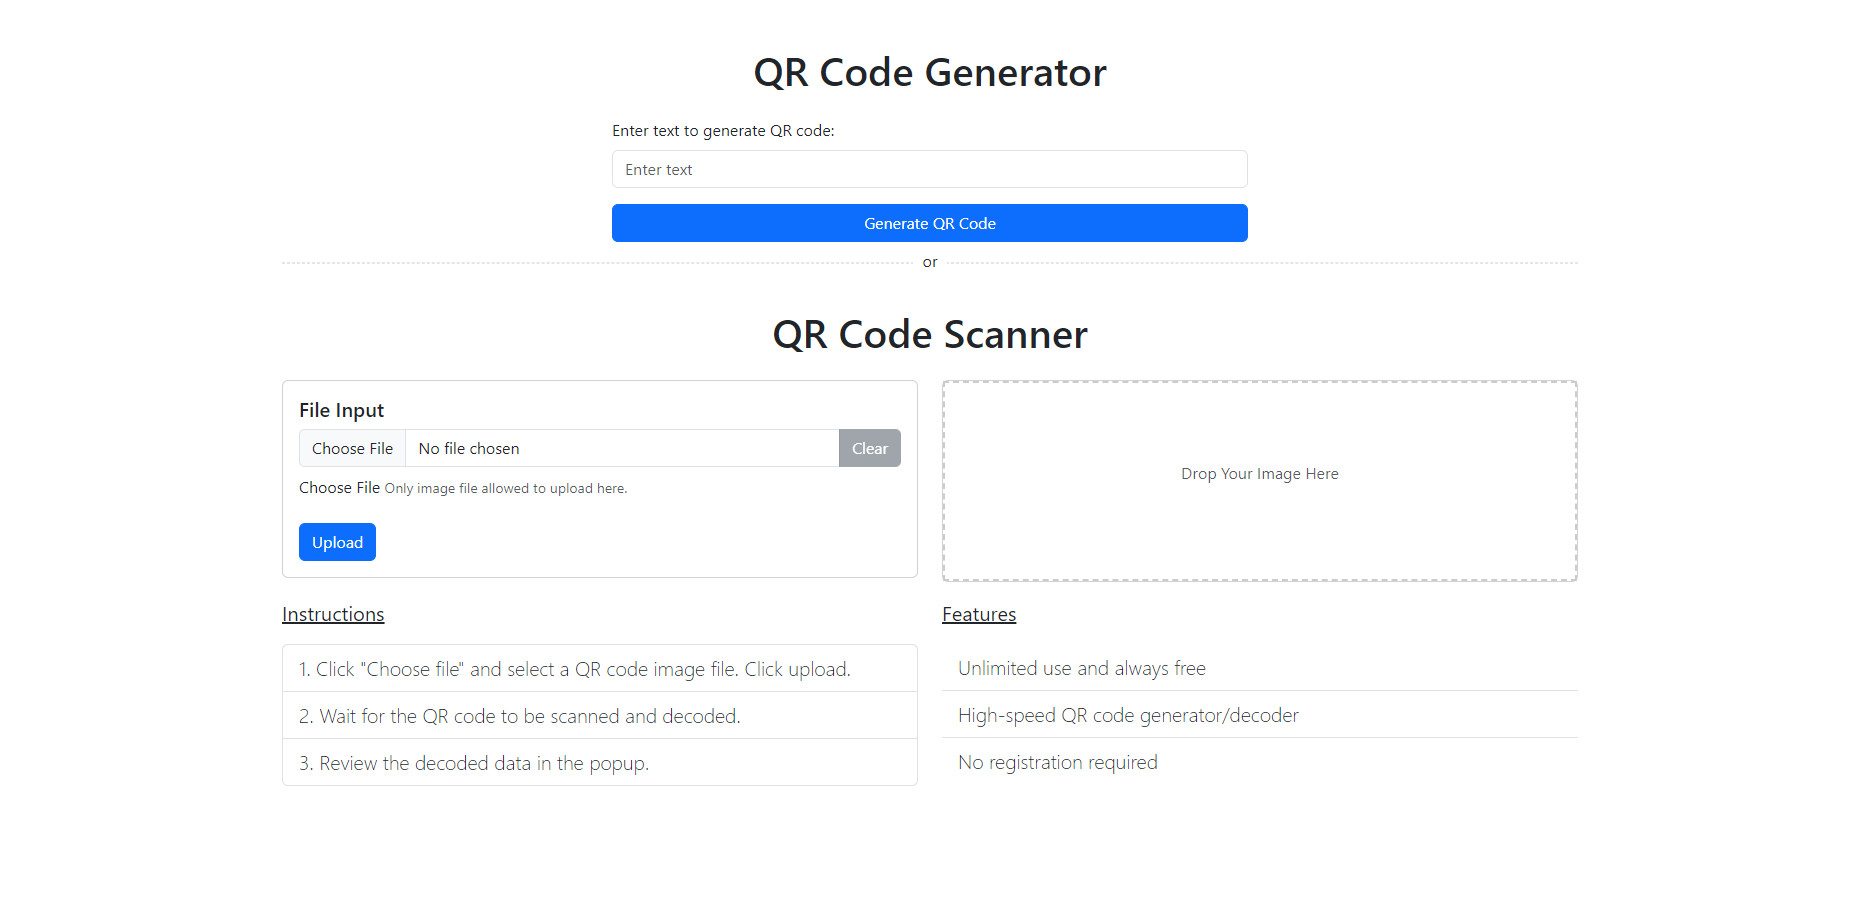 QR Code Generator
Enter text to generate QR code:
Enter text
Generate QR Code
or
QR Code Scanner
File Input
Choose File No file chosen Clear
Choose File Only image file allowed to upload here.
Upload
Drop Your Image Here
Instructions
1. Click "Choose file" and select a QR code image file. Click upload.
2. Wait for the QR code to be scanned and decoded.
3. Review the decoded data in the popup.
Features
Unlimited use and always free
High-speed QR code generator/decoder
No registration required